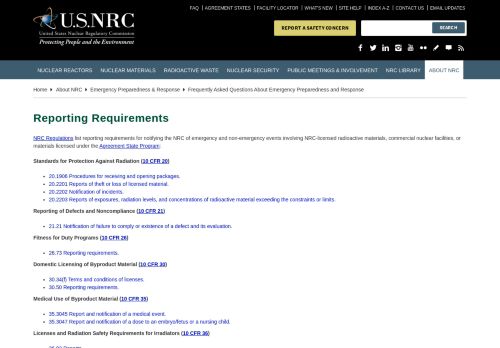 FAQ | AGREEMENT STATES | FACILITY LOCATOR | WHAT'S NEW | SITE HELP | INDEX A-Z | CONTACT US | EMAIL UPDATES
U.S.NRC
United States Nuclear Regulatory Commission
Protecting People and the Environment
REPORT A SAFETY CONCERN
SEARCH
NUCLEAR REACTORS NUCLEAR MATERIALS RADIOACTIVE WASTE NUCLEAR SECURITY PUBLIC MEETINGS & INVOLVEMENT NRC LIBRARY ABOUT NRC
Home About NRC Emergency Preparedness & Response Frequently Asked Questions About Emergency Preparedness and Response
Reporting Requirements
NRC Regulations list reporting requirements for notifying the NRC of emergency and non-emergency events involving NRC-licensed radioactive materials, commercial nuclear facilities, or
materials licensed under the Agreement State Program:
Standards for Protection Against Radiation (10 CFR 20)
20.1906 Procedures for receiving and opening packages.
20.2201 Reports of theft or loss of licensed material.
20.2202 Notification of incidents.
20.2203 Reports of exposures, radiation levels, and concentrations of radioactive material exceeding the constraints or limits.
Reporting of Defects and Noncompliance (10 CFR 21)
21.21 Notification of failure to comply or existence of a defect and its evaluation.
Fitness for Duty Programs (10 CFR 26)
26.73 Reporting requirements.
Domestic Licensing of Byproduct Material (10 CFR 30)
30.34(f) Terms and conditions of licenses.
30.50 Reporting requirements.
Medical Use of Byproduct Material (10 CFR 35)
35.3045 Report and notification of a medical event.
35.3047 Report and notification of a dose to an embryo/fetus or a nursing child.
Licenses and Radiation Safety Requirements for Irradiators (10 CFR 36)